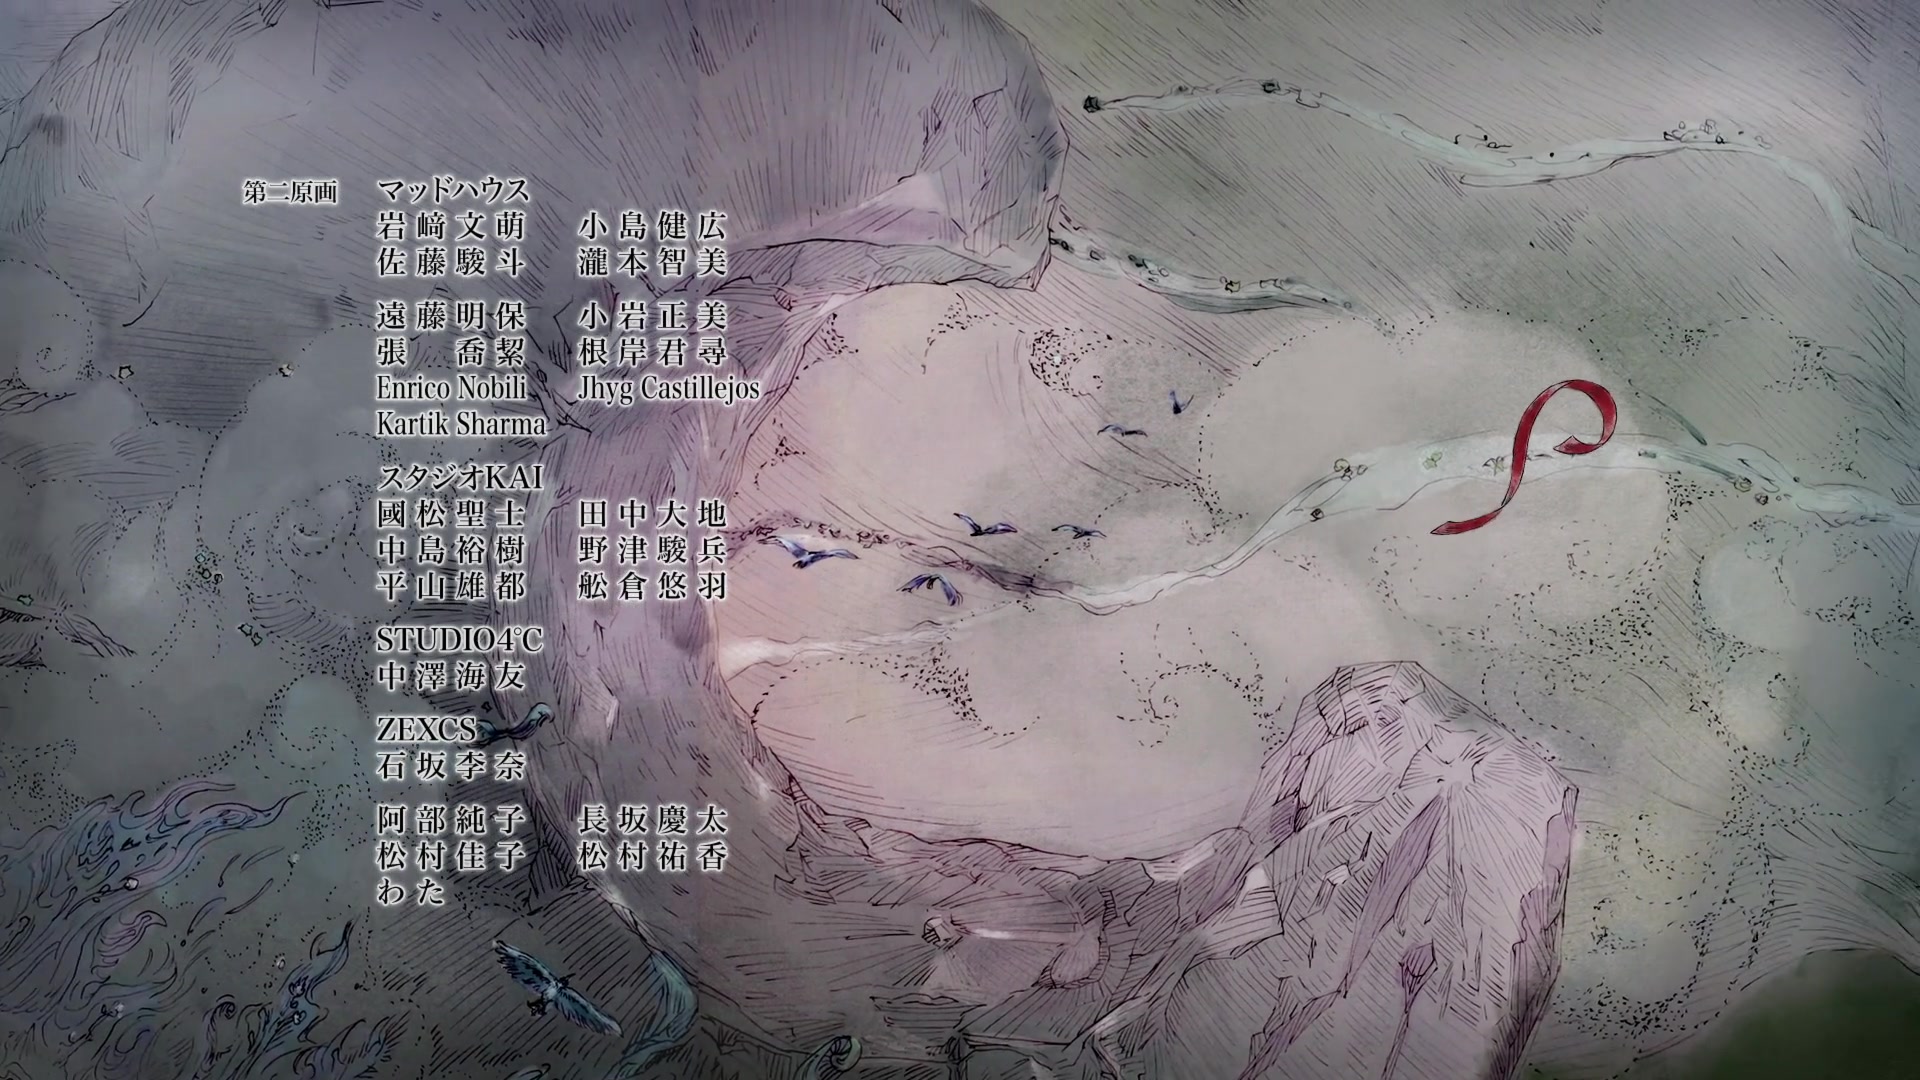 第二原画 マッドハウス
岩﨑文萌 小島健広
佐藤駿斗 瀧本智美
遠藤明保 小岩正美
張 喬絜 根岸君尋
Enrico Nobili Jhyg Castillejos
Kartik Sharma
スタジオKAI
國松聖士 田中大地
中島裕樹 野津駿兵
平山雄都 舩倉悠羽
STUDIO4℃
中澤海友
ZEXCS
石坂李奈
阿部純子 長坂慶太
松村佳子 松村祐香
わた